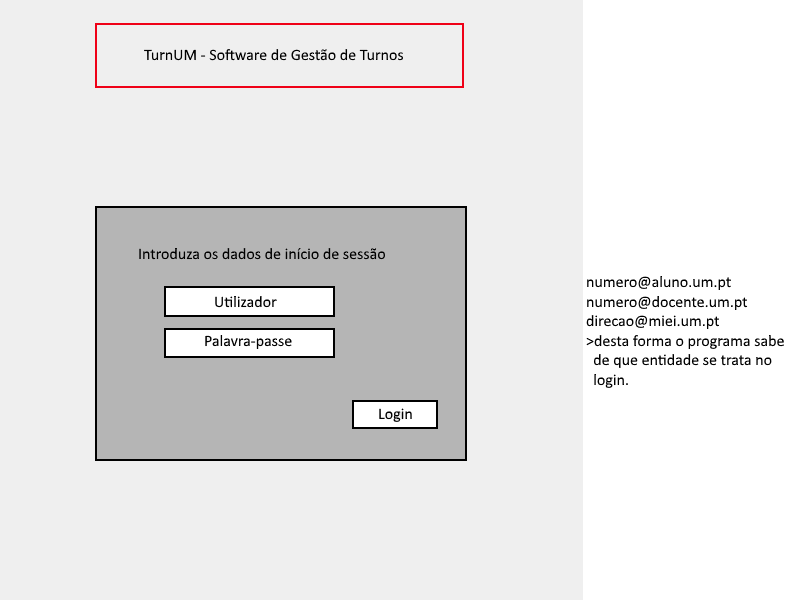 TurnUM - Software de Gestão de Turnos
Introduza os dados de início de sessão
Utilizador
Palavra-passe
Login
numero@aluno.um.pt
numero@docente.um.pt
direcao@miei.um.pt
>desta forma o programa sabe
de que entidade se trata no
login.